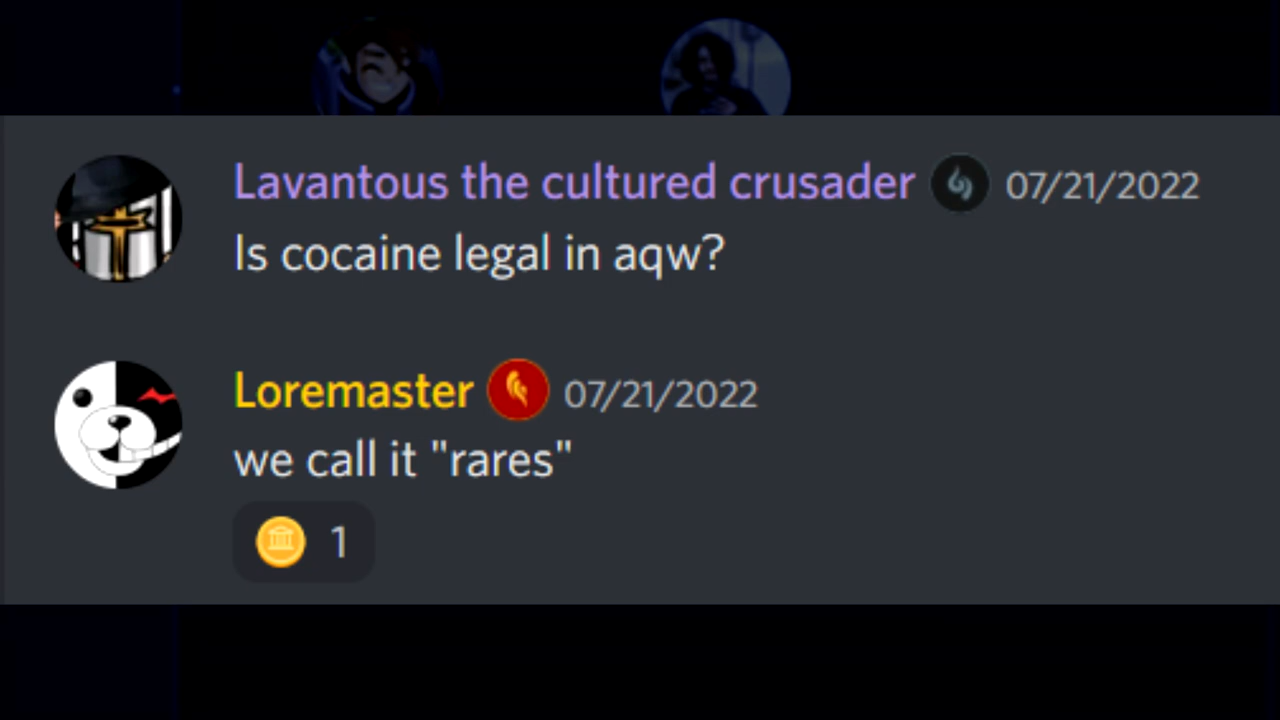 Lavantous the cultured crusader 07/21/2022
Is cocaine legal in aqw?
Loremaster 07/21/2022
we call it "rares"
1